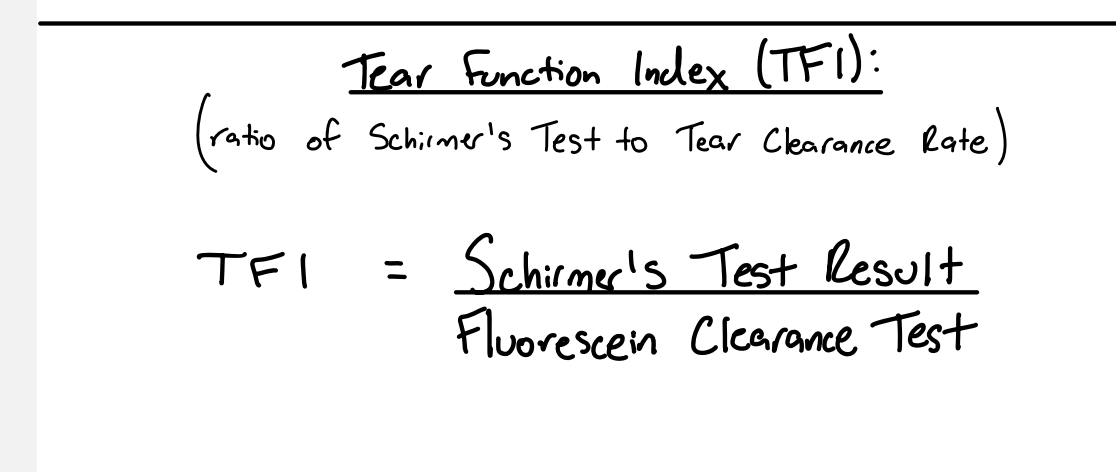 Tear Function Index (TFI):
(ratio of Schirmer's Test to Tear Clearance Rate)
TFI = Schirmer's Test Result
Fluorescein Clearance Test